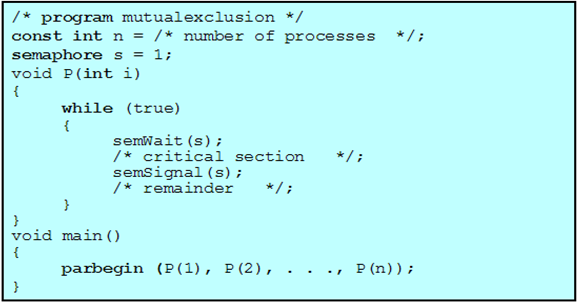 /* program mutualexclusion */
const int n = /* number of processes */;
semaphore s = 1;
void P(int i)
{
while (true)
{
semWait(s);
/* critical section */;
semSignal(s);
/* remainder */;
}
}
void main()
{
parbegin (P(1), P(2), . . ., P(n));
}